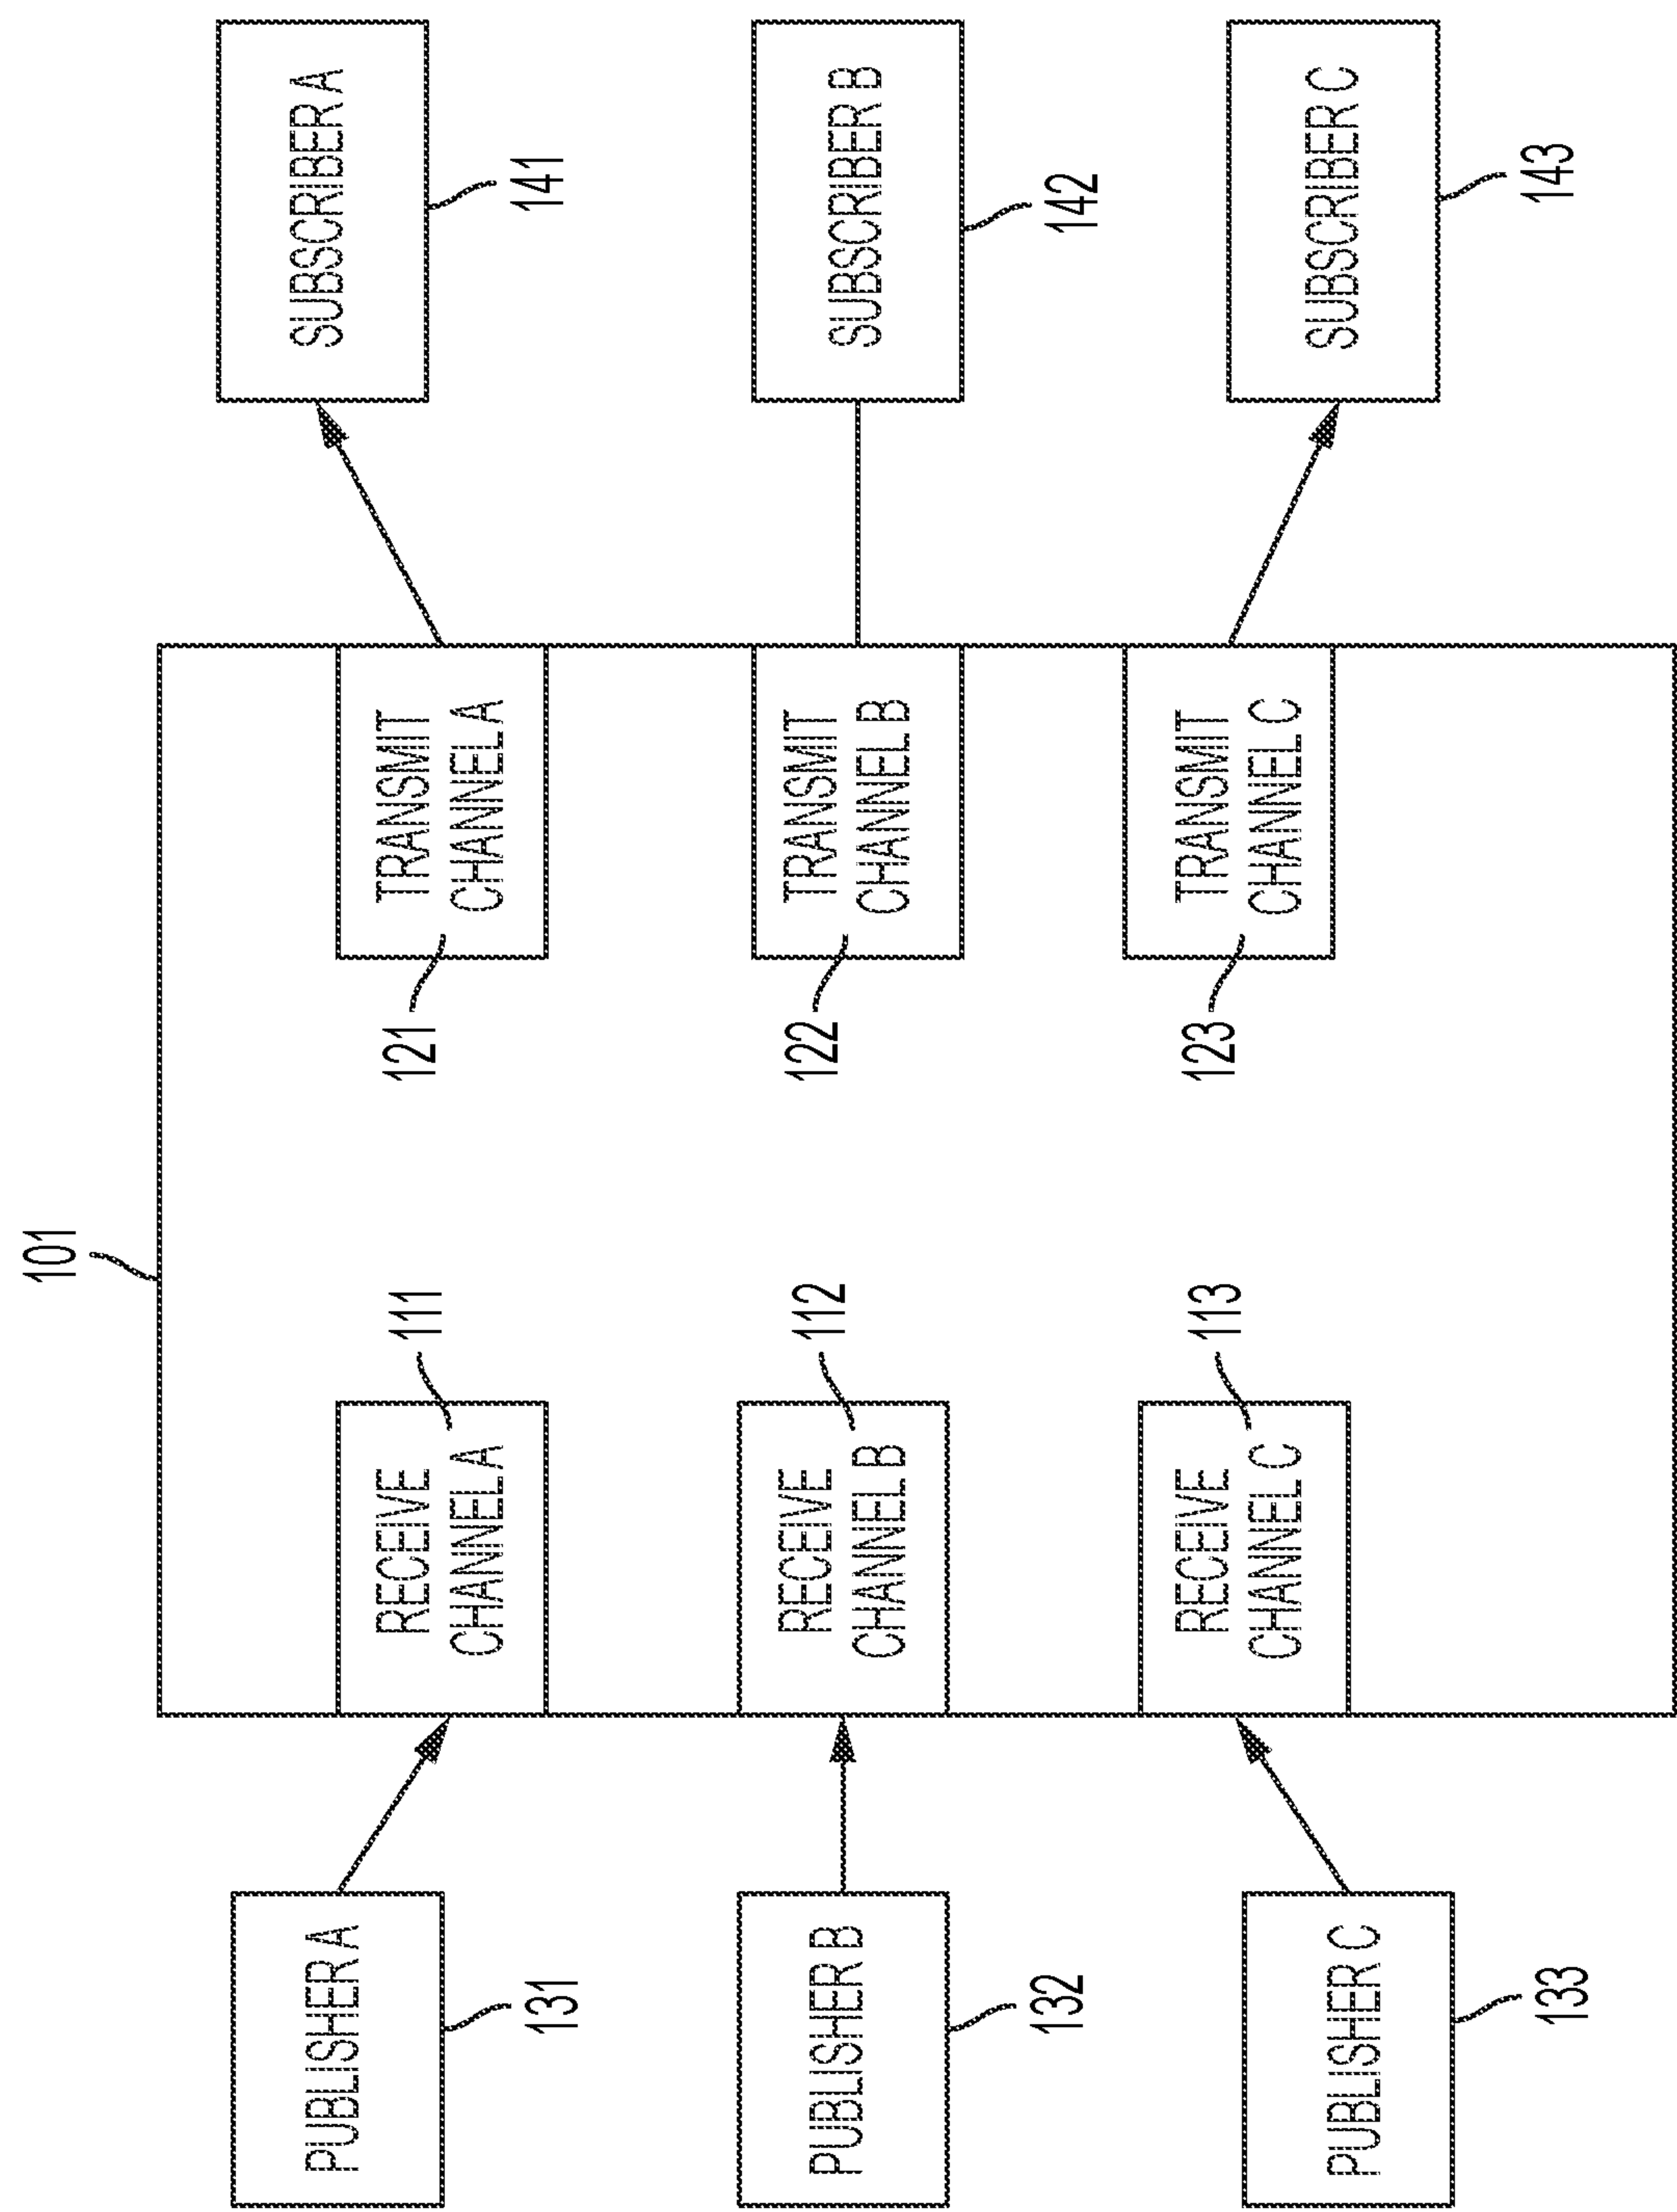 101
PUBLISHER A
131
RECEIVE
CHANNEL A
111
121
TRANSMIT
CHANNEL A
SUBSCRIBER A
141
PUBLISHER B
132
RECEIVE
CHANNEL B
112
122
TRANSMIT
CHANNEL B
SUBSCRIBER B
142
PUBLISHER C
133
RECEIVE
CHANNEL C
113
123
TRANSMIT
CHANNEL C
SUBSCRIBER C
143